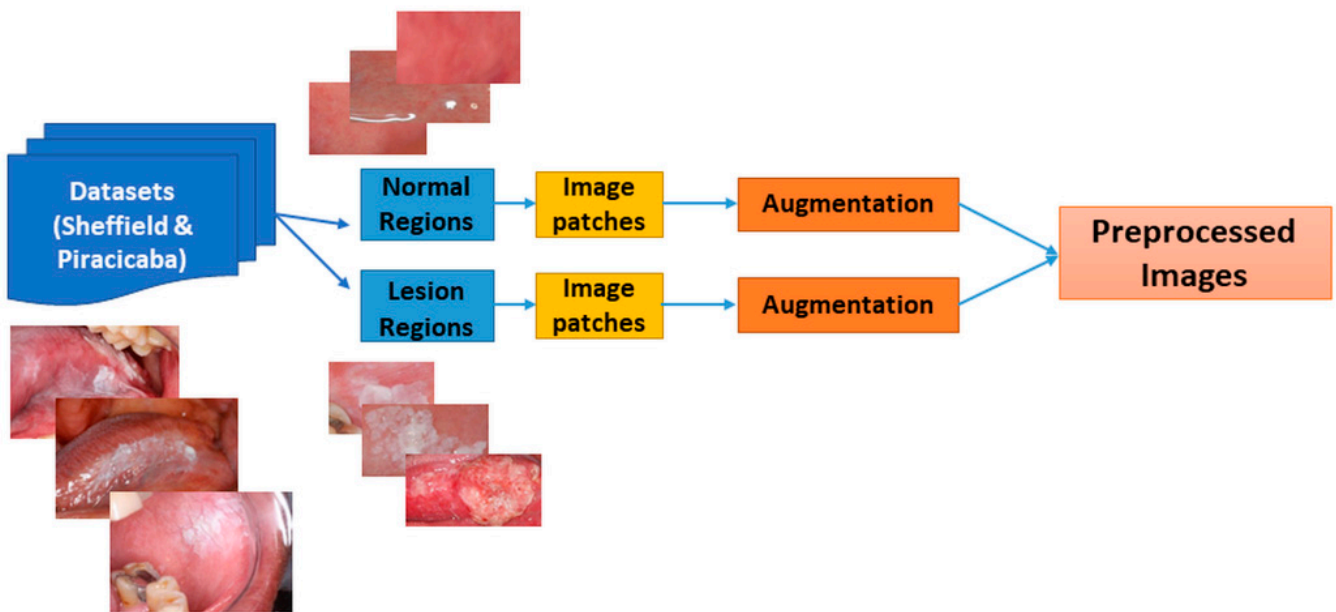 Datasets
(Sheffield &
Piracicaba)
Normal
Regions
Image
patches
Augmentation
Lesion
Regions
Image
patches
Augmentation
Preprocessed
Images